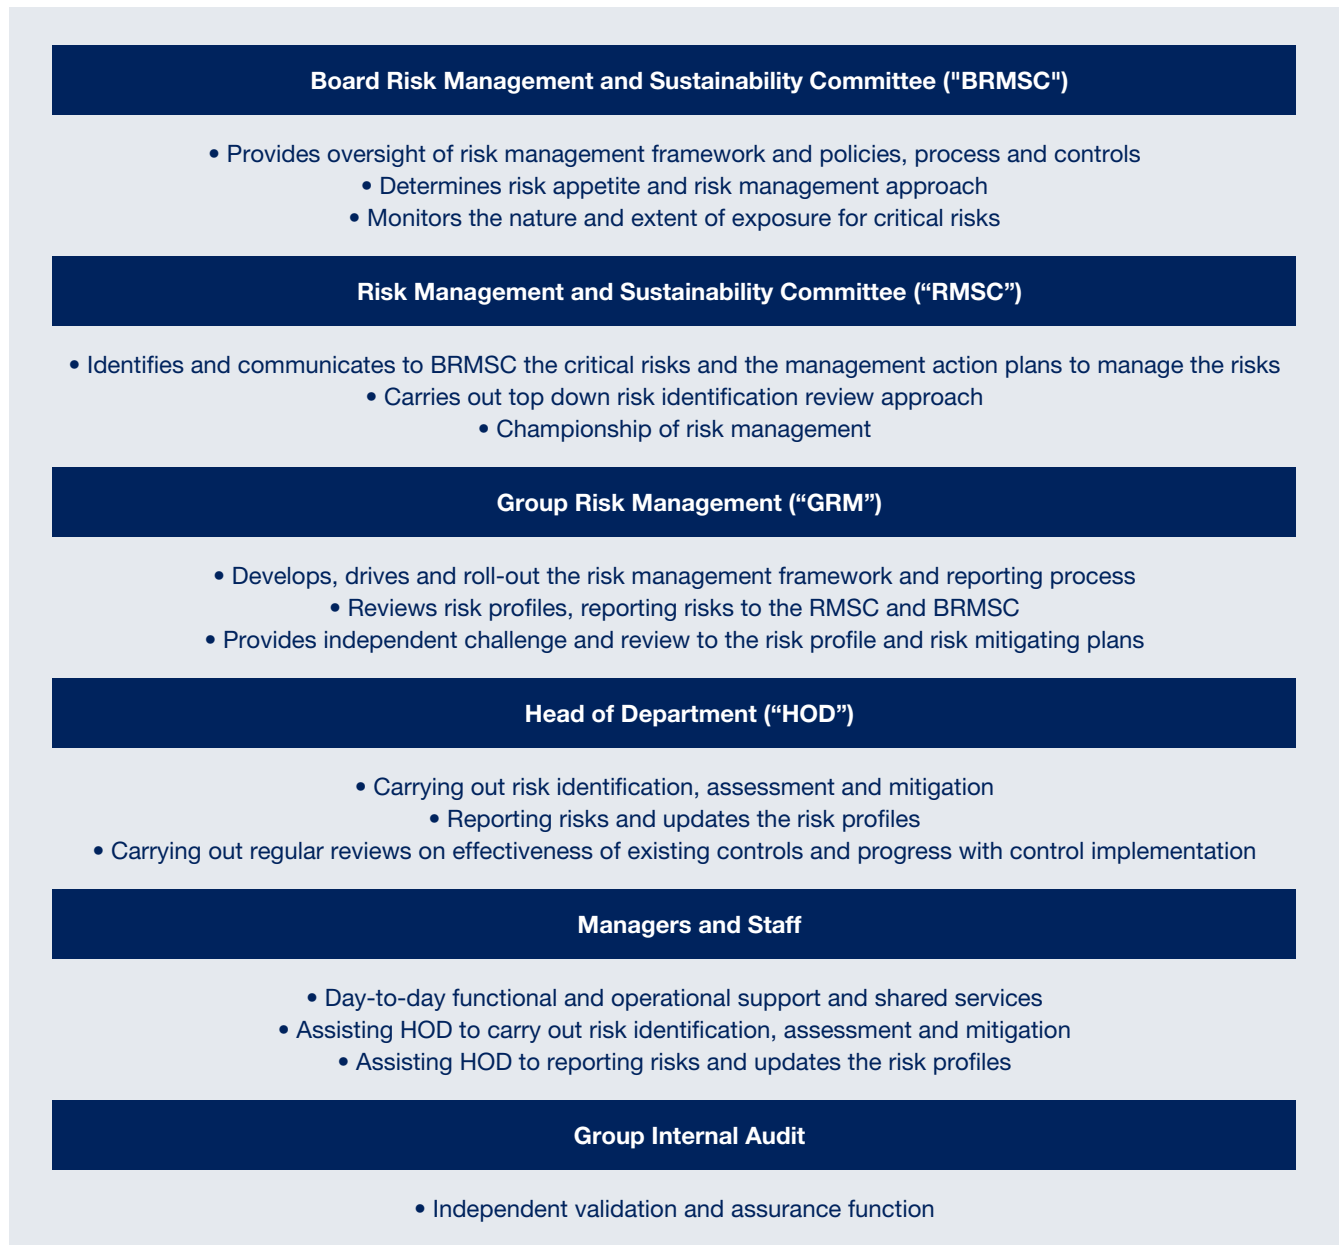 Board Risk Management and Sustainability Committee ("BRMSC")
• Provides oversight of risk management framework and policies, process and controls
• Determines risk appetite and risk management approach
• Monitors the nature and extent of exposure for critical risks
Risk Management and Sustainability Committee (“RMSC”)
• Identifies and communicates to BRMSC the critical risks and the management action plans to manage the risks
• Carries out top down risk identification review approach
• Championship of risk management
Group Risk Management (“GRM”)
• Develops, drives and roll-out the risk management framework and reporting process
• Reviews risk profiles, reporting risks to the RMSC and BRMSC
• Provides independent challenge and review to the risk profile and risk mitigating plans
Head of Department (“HOD”)
• Carrying out risk identification, assessment and mitigation
• Reporting risks and updates the risk profiles
• Carrying out regular reviews on effectiveness of existing controls and progress with control implementation
Managers and Staff
• Day-to-day functional and operational support and shared services
• Assisting HOD to carry out risk identification, assessment and mitigation
• Assisting HOD to reporting risks and updates the risk profiles
Group Internal Audit
• Independent validation and assurance function